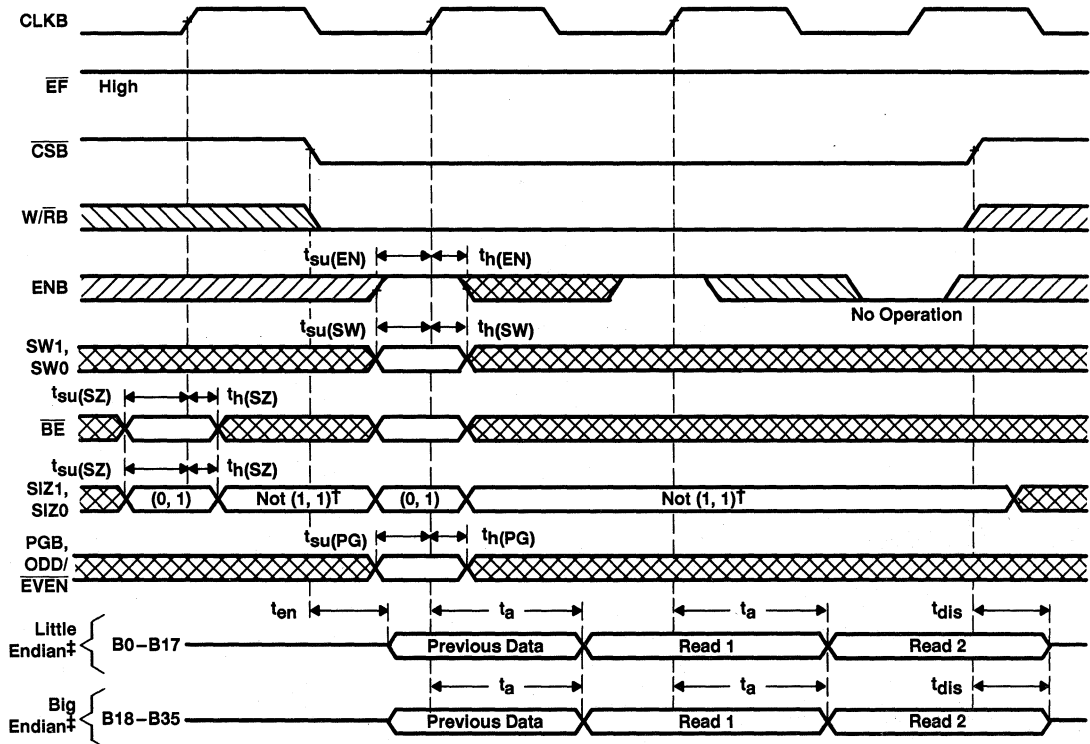 CLKB
EF High
CSB
W/RB
tsu(EN) th(EN)
ENB
No Operation
tsu(SW) th(SW)
SW1,
SW0
tsu(SZ) th(SZ)
BE
tsu(SZ) th(SZ)
SIZ1,
SIZ0
(0, 1) Not (1, 1)† (0, 1) Not (1, 1)†
tsu(PG) th(PG)
PGB,
ODD/
EVEN
ten ta ta tdis
Little
Endian‡
B0–B17 Previous Data Read 1 Read 2
ta ta tdis
Big
Endian‡
B18–B35 Previous Data Read 1 Read 2